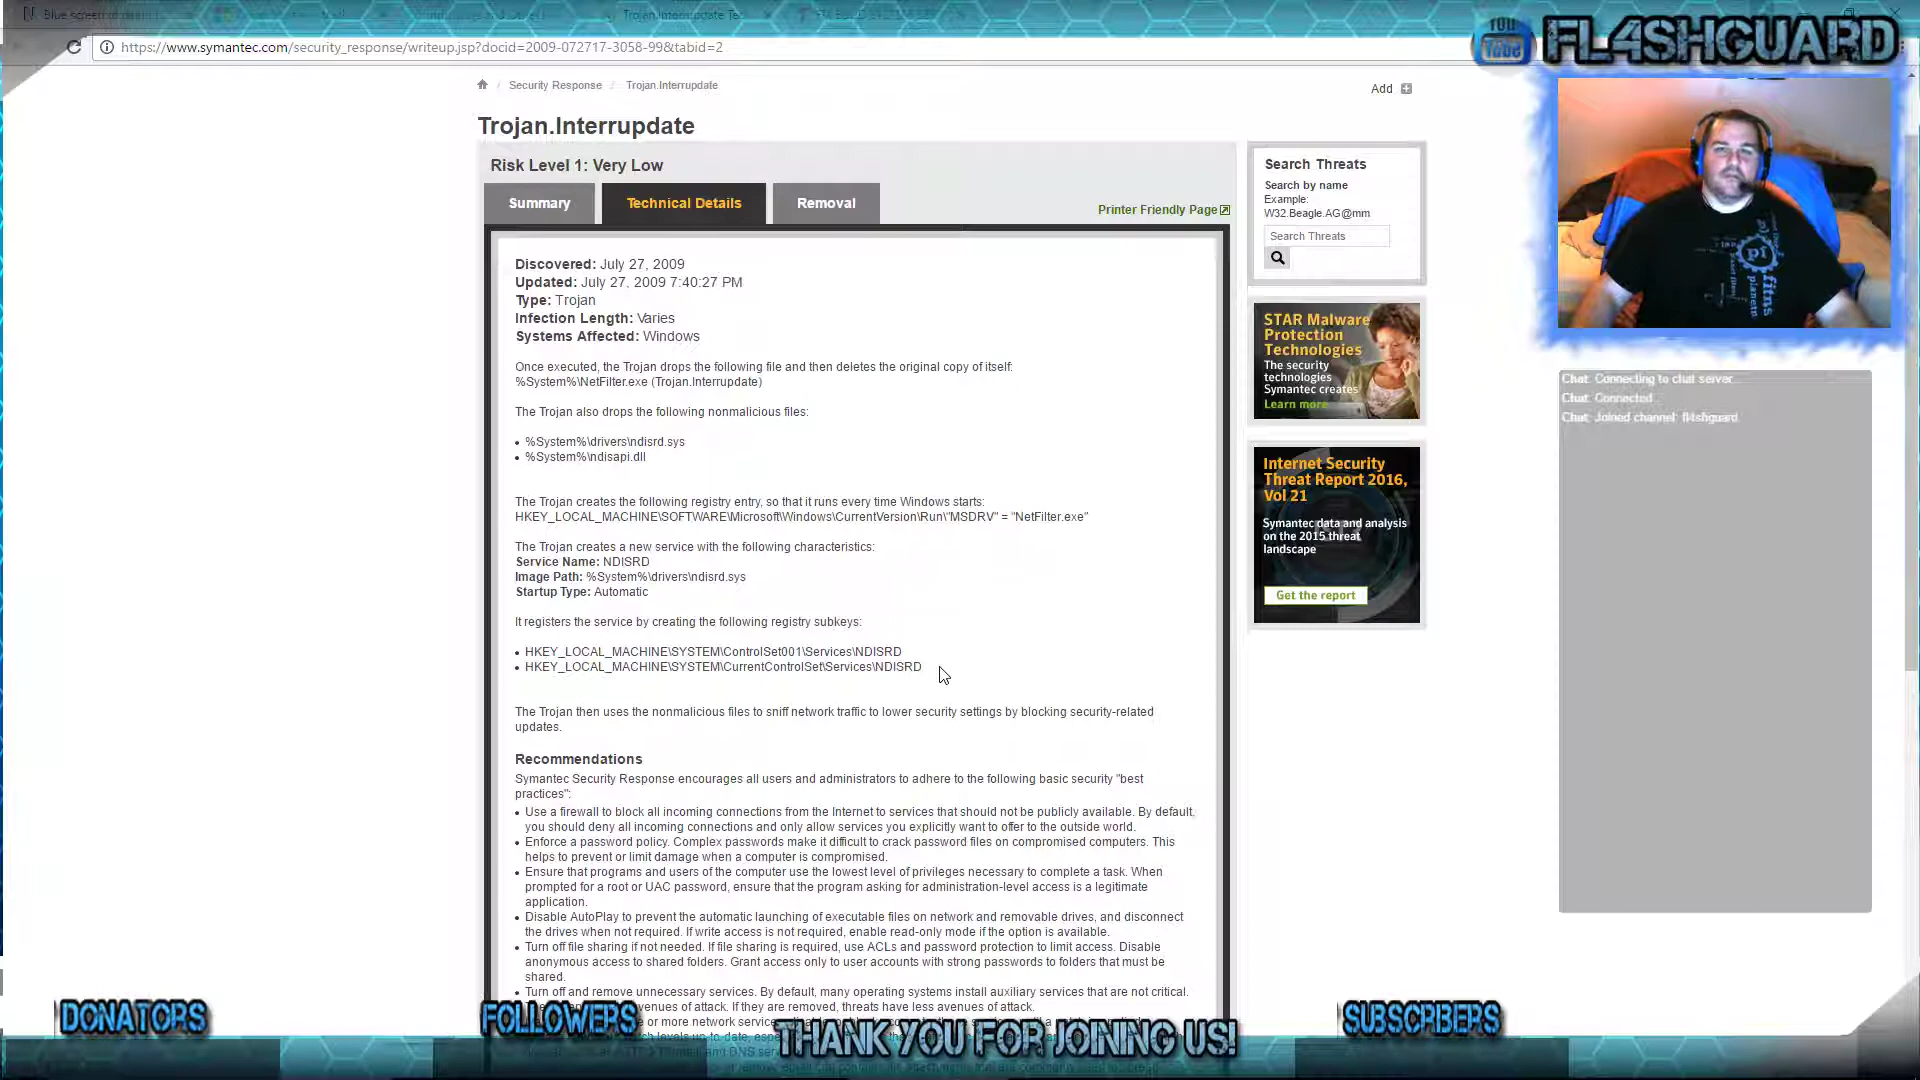 Blue screen of death
Trojan.Interrupdate Te
YOU
Tube
FL4SHGUARD
https://www.symantec.com/security_response/writeup.jsp?docid=2009-072717-3058-99&tabid=2
/ Security Response / Trojan.Interrupdate
Add
Trojan.Interrupdate
Risk Level 1: Very Low
Summary
Technical Details
Removal
Printer Friendly Page
Discovered: July 27, 2009
Updated: July 27, 2009 7:40:27 PM
Type: Trojan
Infection Length: Varies
Systems Affected: Windows
Once executed, the Trojan drops the following file and then deletes the original copy of itself:
%System%\NetFilter.exe (Trojan.Interrupdate)
The Trojan also drops the following nonmalicious files:
• %System%\drivers\ndisrd.sys
• %System%\ndisapi.dll
The Trojan creates the following registry entry, so that it runs every time Windows starts:
HKEY_LOCAL_MACHINE\SOFTWARE\Microsoft\Windows\CurrentVersion\Run\"MSDRV" = "NetFilter.exe"
The Trojan creates a new service with the following characteristics:
Service Name: NDISRD
Image Path: %System%\drivers\ndisrd.sys
Startup Type: Automatic
It registers the service by creating the following registry subkeys:
• HKEY_LOCAL_MACHINE\SYSTEM\ControlSet001\Services\NDISRD
• HKEY_LOCAL_MACHINE\SYSTEM\CurrentControlSet\Services\NDISRD
The Trojan then uses the nonmalicious files to sniff network traffic to lower security settings by blocking security-related
updates.
Recommendations
Symantec Security Response encourages all users and administrators to adhere to the following basic security "best
practices":
• Use a firewall to block all incoming connections from the Internet to services that should not be publicly available. By default,
you should deny all incoming connections and only allow services you explicitly want to offer to the outside world.
• Enforce a password policy. Complex passwords make it difficult to crack password files on compromised computers. This
helps to prevent or limit damage when a computer is compromised.
• Ensure that programs and users of the computer use the lowest level of privileges necessary to complete a task. When
prompted for a root or UAC password, ensure that the program asking for administration-level access is a legitimate
application.
• Disable AutoPlay to prevent the automatic launching of executable files on network and removable drives, and disconnect
the drives when not required. If write access is not required, enable read-only mode if the option is available.
• Turn off file sharing if not needed. If file sharing is required, use ACLs and password protection to limit access. Disable
anonymous access to shared folders. Grant access only to user accounts with strong passwords to folders that must be
shared.
• Turn off and remove unnecessary services. By default, many operating systems install auxiliary services that are not critical.
avenues of attack. If they are removed, threats have less avenues of attack.
or more network servic
Search Threats
Search by name
Example:
W32.Beagle.AG@mm
Search Threats
STAR Malware
Protection
Technologies
The security
technologies
Symantec creates
Learn more
Internet Security
Threat Report 2016,
Vol 21
Symantec data and analysis
on the 2015 threat
landscape
Get the report
Chat: Connecting to chat server...
Chat: Connected.
Chat: Joined channel: fl4shguard
DONATORS
FOLLOWERS
THANK YOU FOR JOINING US!
SUBSCRIBERS